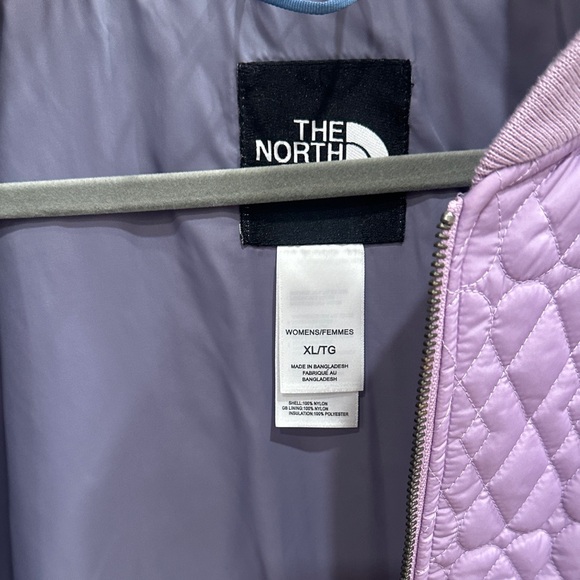 THE
NORTH
WOMENS/FEMMES
XL/TG
MADE IN BANGLADESH
FABRIQUÉ AU
BANGLADESH
SHELL:100% NYLON
GB LINING:100% NYLON
INSULATION:100% POLYESTER